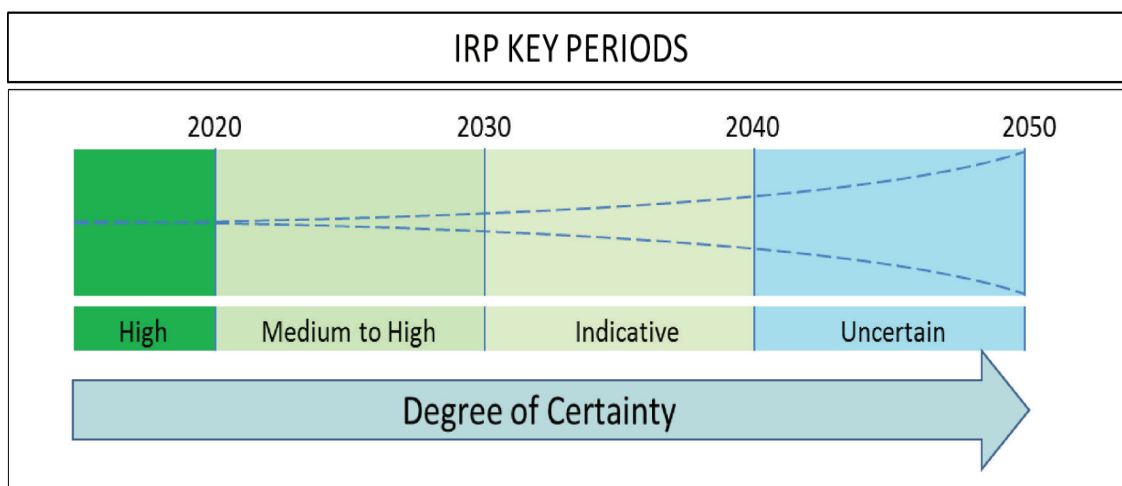 IRP KEY PERIODS
2020 2030 2040 2050
High Medium to High Indicative Uncertain
Degree of Certainty